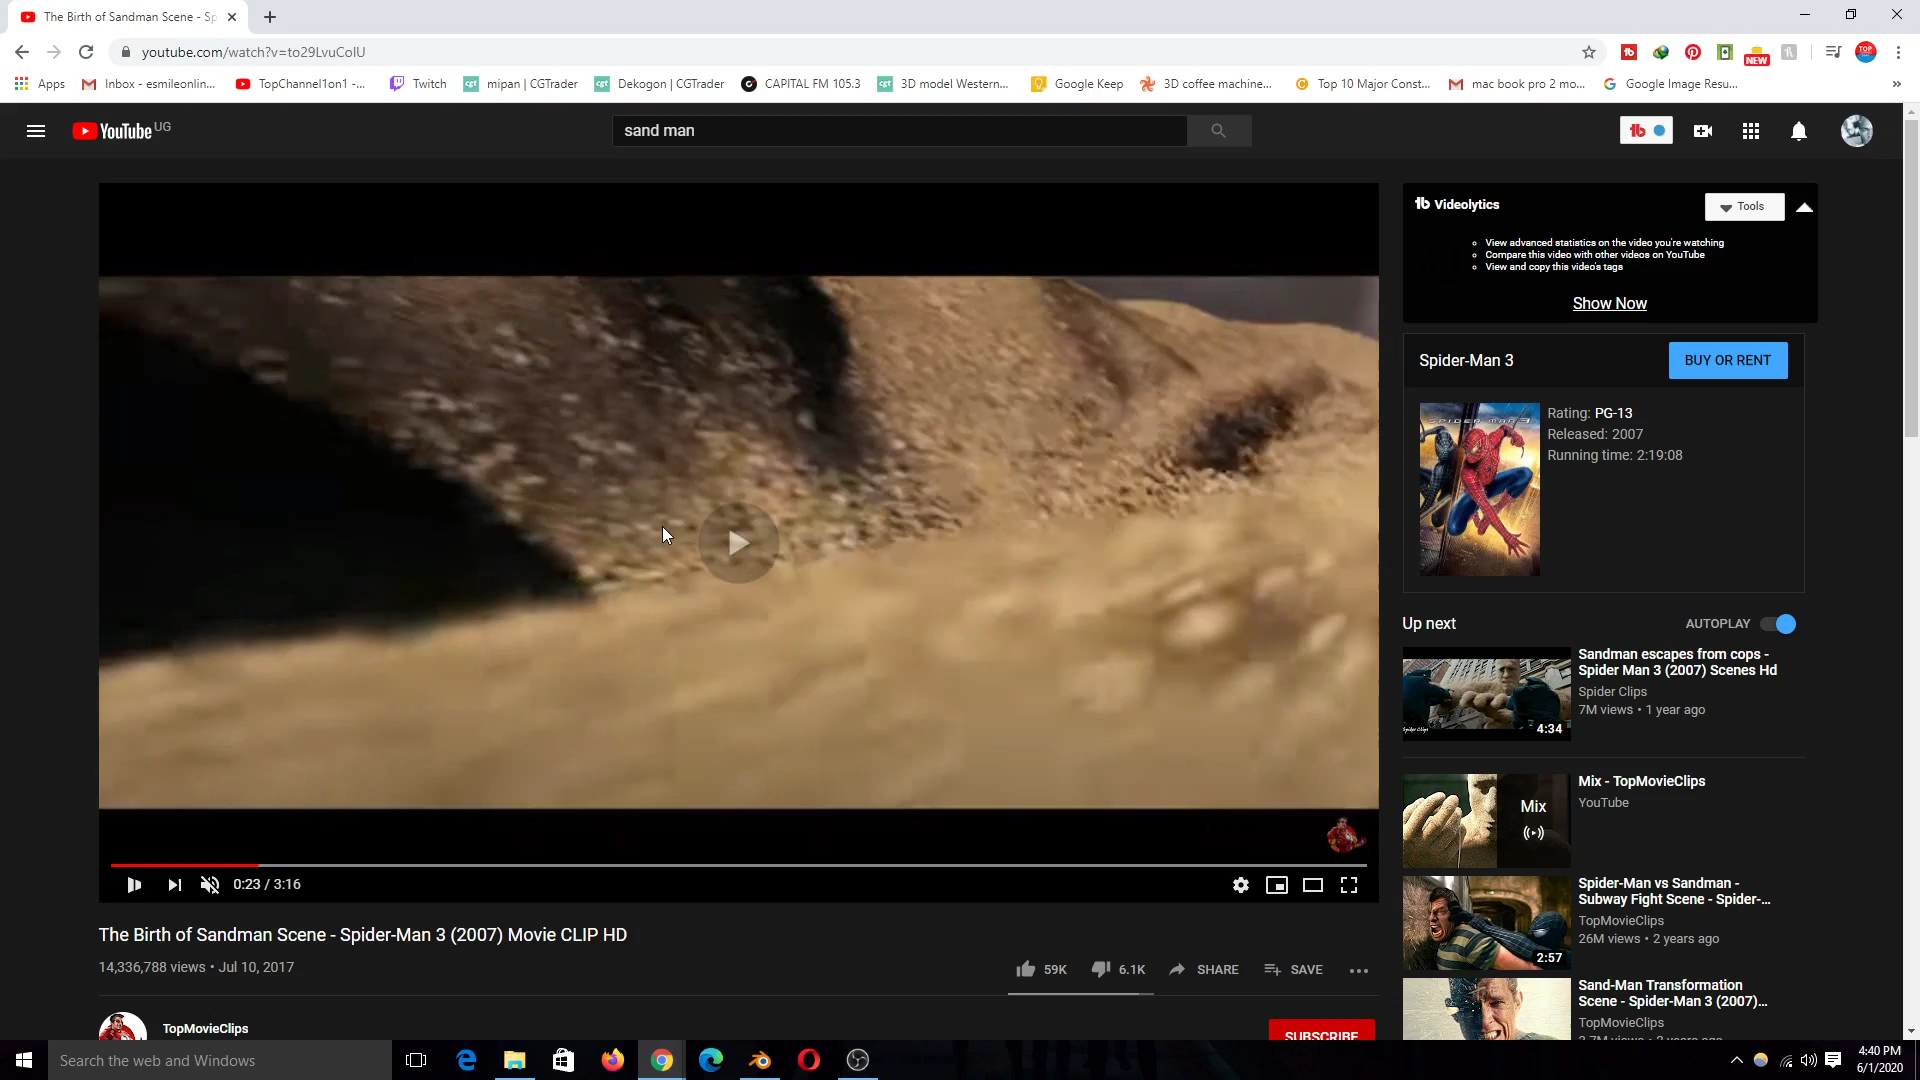 The Birth of Sandman Scene - Sp
youtube.com/watch?v=to29LvuColU
NEW
TOP
Apps
Inbox - esmileonlin...
TopChannel1on1 -...
Twitch
mipan | CGTrader
Dekogon | CGTrader
CAPITAL FM 105.3
3D model Western...
Google Keep
3D coffee machine...
Top 10 Major Const...
mac book pro 2 mo...
Google Image Resu...
YouTube UG
sand man
Videolytics
Tools
View advanced statistics on the video you're watching
Compare this video with other videos on YouTube
View and copy this video's tags
Show Now
Spider-Man 3
BUY OR RENT
Rating: PG-13
Released: 2007
Running time: 2:19:08
Up next
AUTOPLAY
Sandman escapes from cops -
Spider Man 3 (2007) Scenes Hd
Spider Clips
7M views • 1 year ago
4:34
Mix - TopMovieClips
YouTube
Mix
Spider-Man vs Sandman -
Subway Fight Scene - Spider-...
TopMovieClips
26M views • 2 years ago
2:57
Sand-Man Transformation
Scene - Spider-Man 3 (2007)...
TopMovieClips
0:23 / 3:16
The Birth of Sandman Scene - Spider-Man 3 (2007) Movie CLIP HD
14,336,788 views • Jul 10, 2017
59K
6.1K
SHARE
SAVE
TopMovieClips
SUBSCRIBE
Search the web and Windows
4:40 PM
6/1/2020